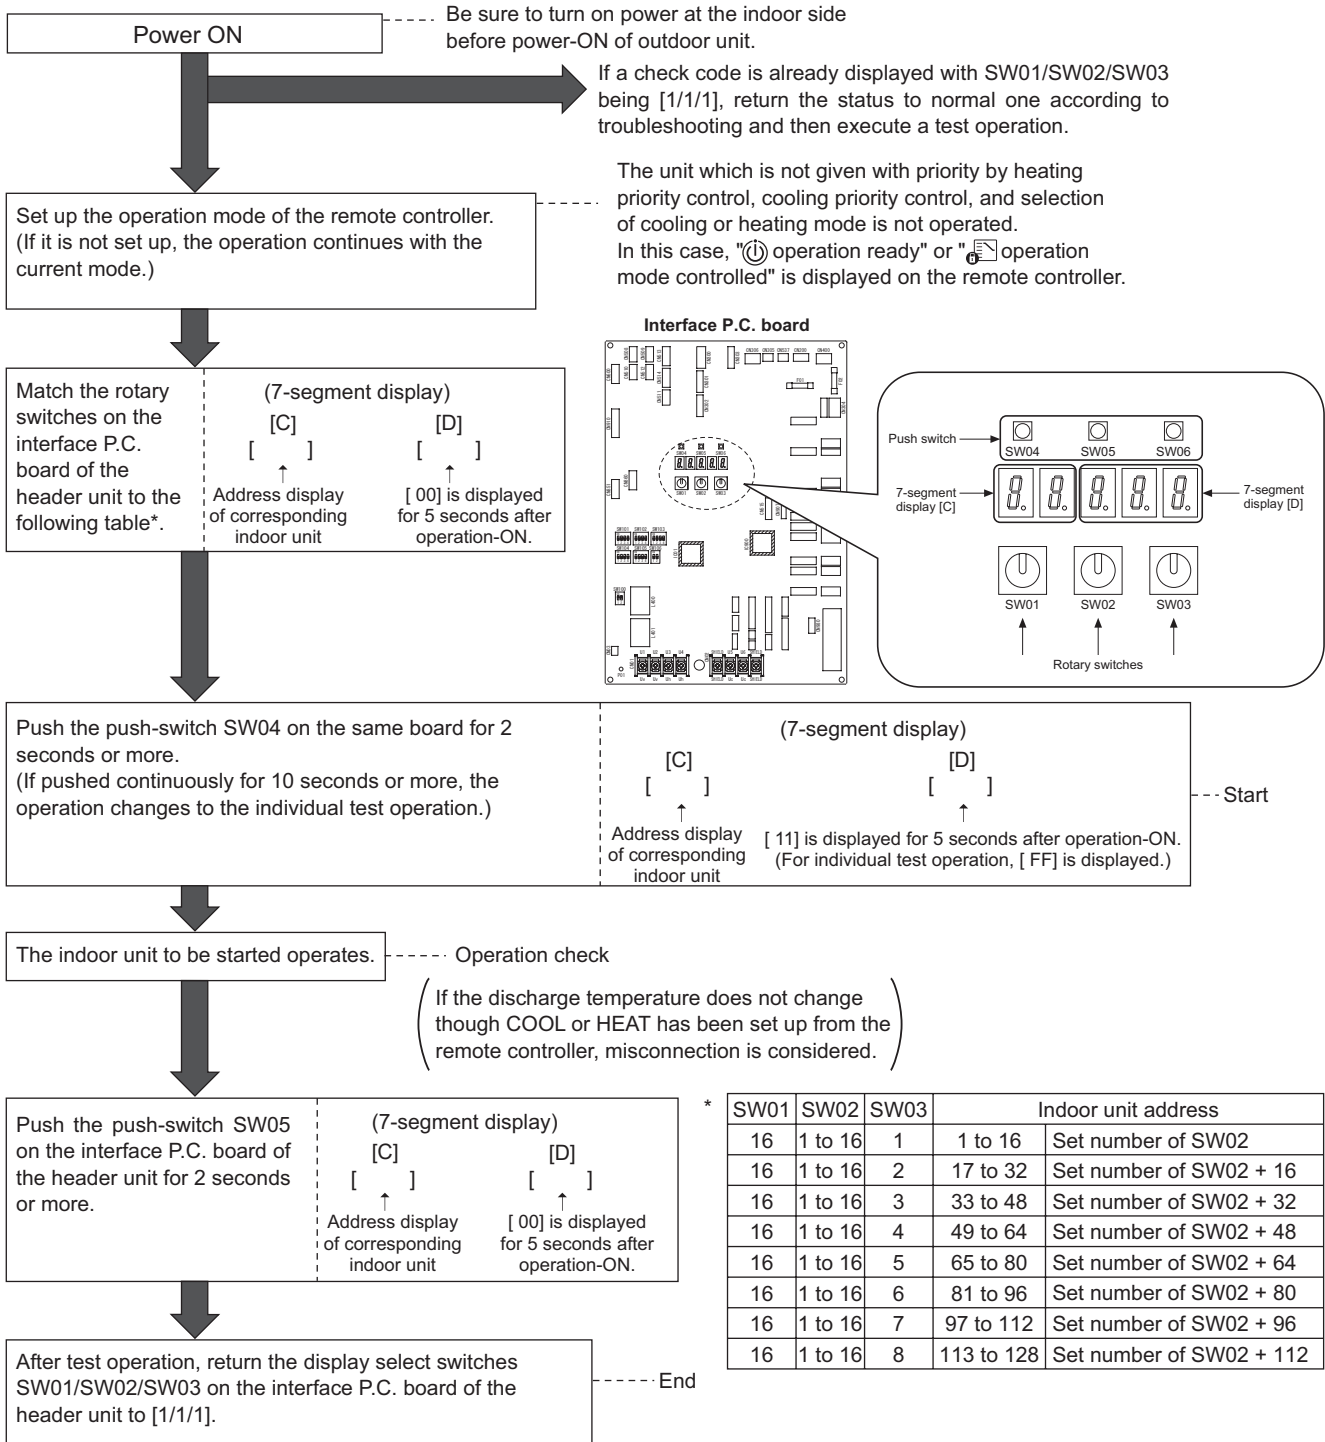 Power ON
Be sure to turn on power at the indoor side
before power-ON of outdoor unit.
If a check code is already displayed with SW01/SW02/SW03
being [1/1/1], return the status to normal one according to
troubleshooting and then execute a test operation.
Set up the operation mode of the remote controller.
(If it is not set up, the operation continues with the
current mode.)
The unit which is not given with priority by heating
priority control, cooling priority control, and selection
of cooling or heating mode is not operated.
In this case, " operation ready" or " operation
mode controlled" is displayed on the remote controller.
Match the rotary
switches on the
interface P.C.
board of the
header unit to the
following table*.
(7-segment display)
[C] [D]
[ ] [ ]
Address display
of corresponding
indoor unit
[ 00] is displayed
for 5 seconds after
operation-ON.
Interface P.C. board
SW04 SW05 SW06
SW01 SW02 SW03
Push switch
SW04 SW05 SW06
7-segment
display [C]
7-segment
display [D]
SW01 SW02 SW03
Rotary switches
Push the push-switch SW04 on the same board for 2
seconds or more.
(If pushed continuously for 10 seconds or more, the
operation changes to the individual test operation.)
(7-segment display)
[C] [D]
[ ] [ ]
Address display
of corresponding
indoor unit
[ 11] is displayed for 5 seconds after operation-ON.
(For individual test operation, [ FF] is displayed.)
Start
The indoor unit to be started operates.
Operation check
If the discharge temperature does not change
though COOL or HEAT has been set up from the
remote controller, misconnection is considered.
Push the push-switch SW05
on the interface P.C. board of
the header unit for 2 seconds
or more.
(7-segment display)
[C] [D]
[ ] [ ]
Address display
of corresponding
indoor unit
[ 00] is displayed
for 5 seconds after
operation-ON.
After test operation, return the display select switches
SW01/SW02/SW03 on the interface P.C. board of the
header unit to [1/1/1].
End
*
SW01 SW02 SW03 Indoor unit address
16 1 to 16 1 1 to 16 Set number of SW02
16 1 to 16 2 17 to 32 Set number of SW02 + 16
16 1 to 16 3 33 to 48 Set number of SW02 + 32
16 1 to 16 4 49 to 64 Set number of SW02 + 48
16 1 to 16 5 65 to 80 Set number of SW02 + 64
16 1 to 16 6 81 to 96 Set number of SW02 + 80
16 1 to 16 7 97 to 112 Set number of SW02 + 96
16 1 to 16 8 113 to 128 Set number of SW02 + 112